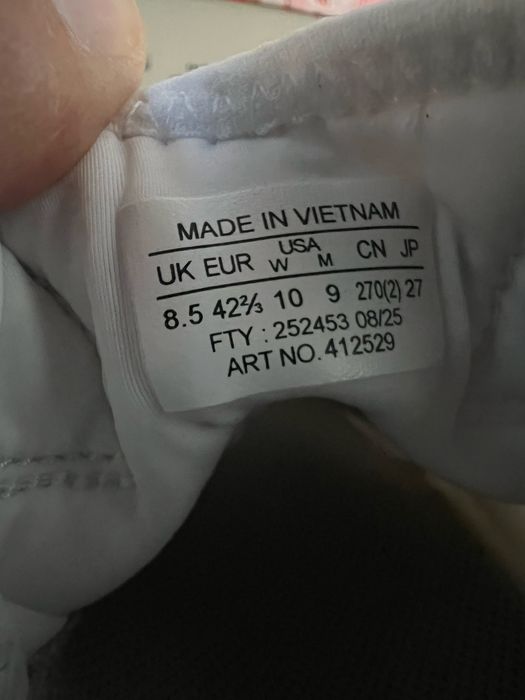 MADE IN VIETNAM
UK EUR USA W M CN JP
8.5 42⅔ 10 9 270(2) 27
FTY : 252453 08/25
ART NO. 412529